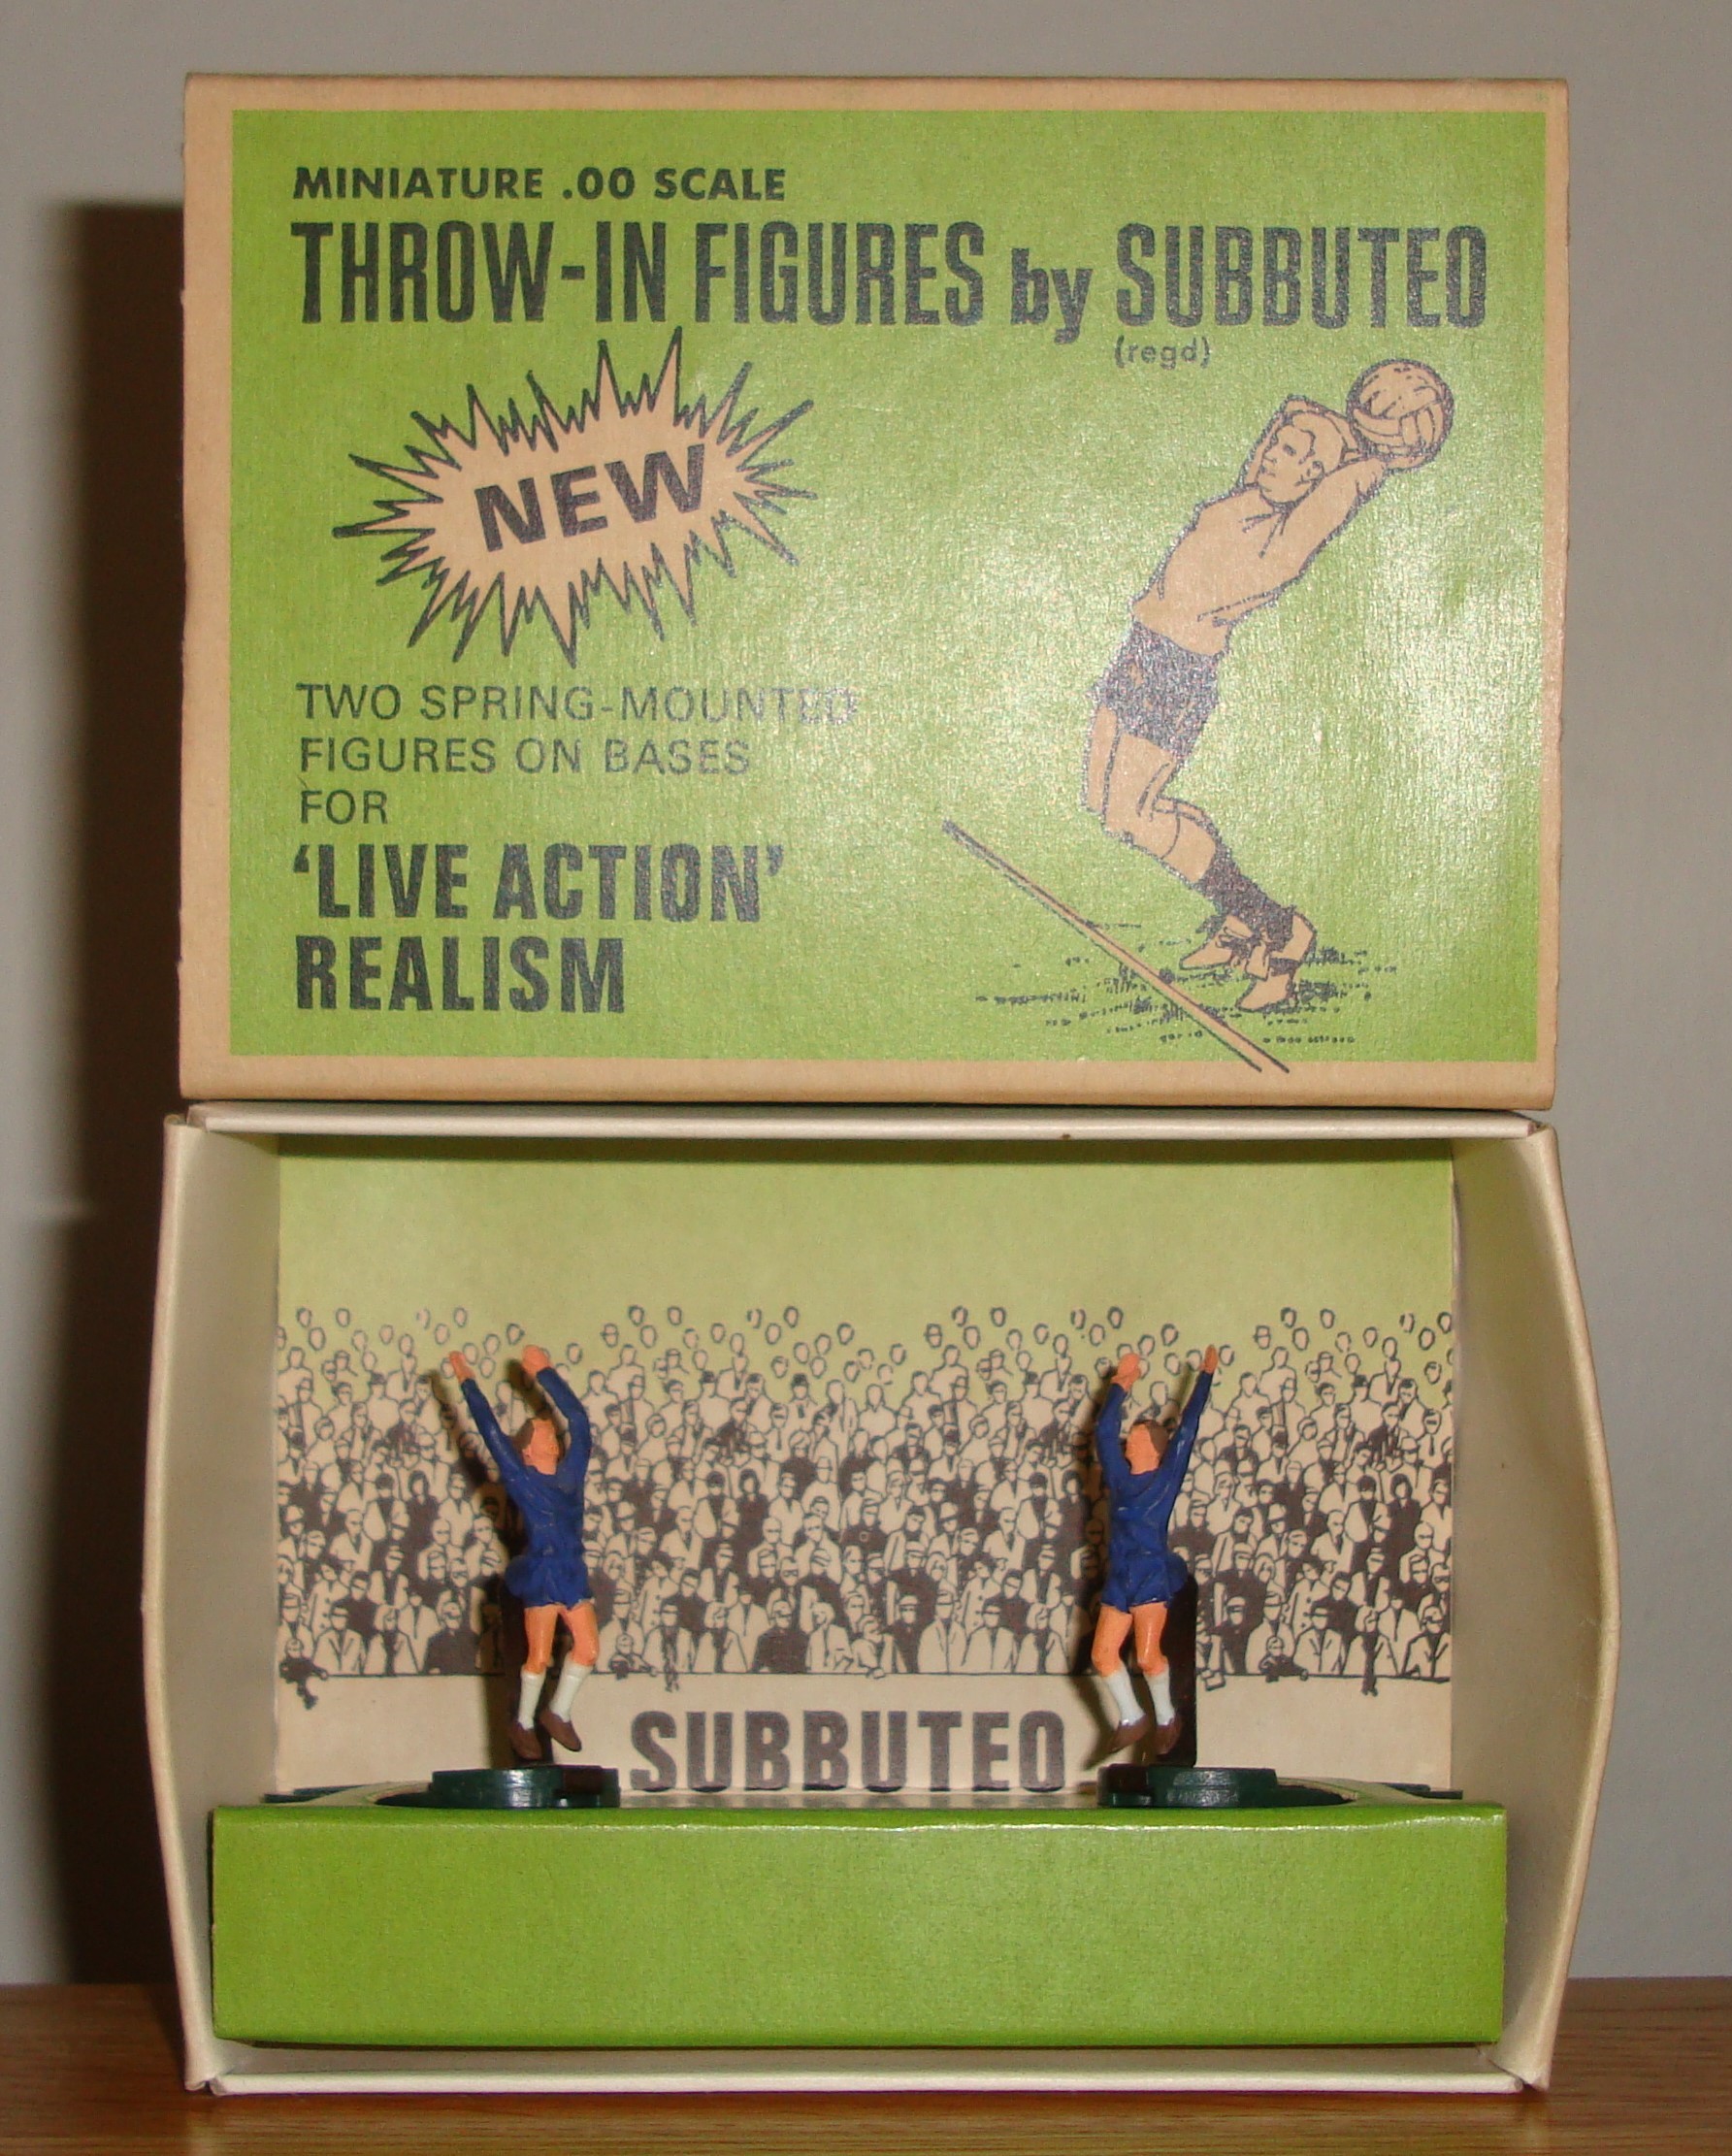 MINIATURE .00 SCALE
THROW-IN FIGURES by SUBBUTEO
(regd)
NEW
TWO SPRING-MOUNTED
FIGURES ON BASES
FOR
‘LIVE ACTION’
REALISM
SUBBUTEO